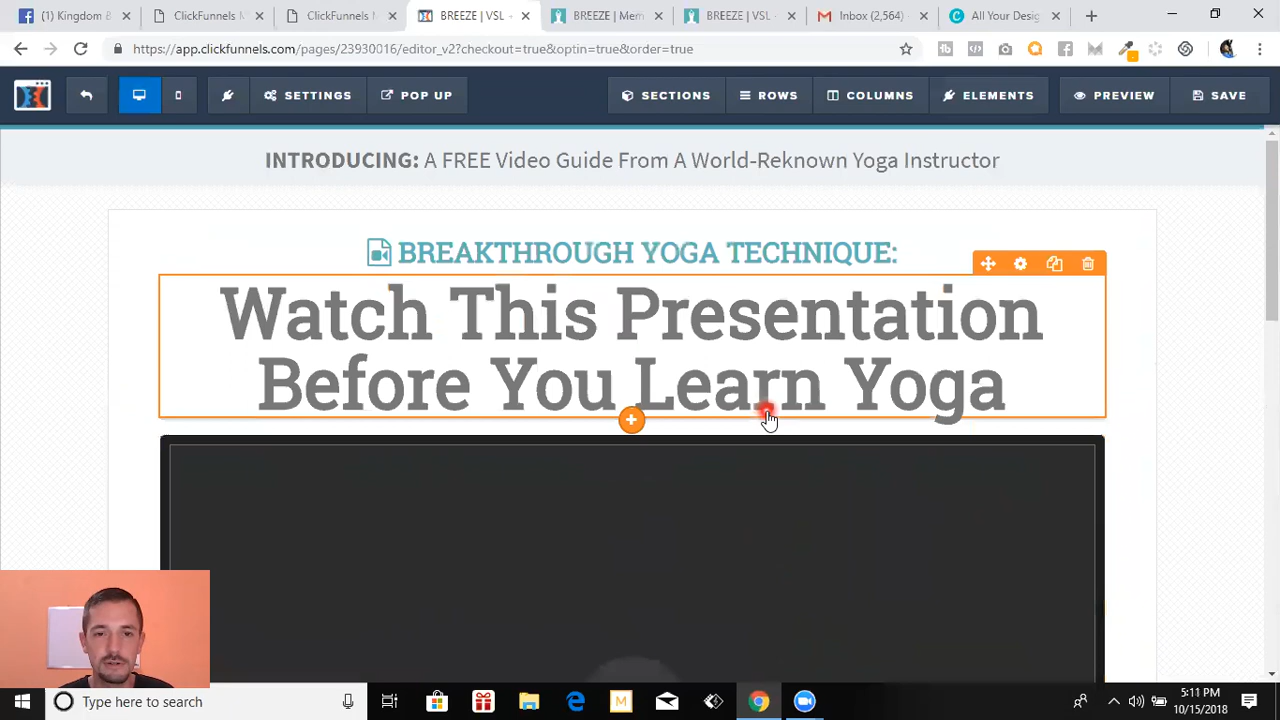 (1) Kingdom B
ClickFunnels N
ClickFunnels N
BREEZE | VSL +
BREEZE | Mem
BREEZE | VSL -
Inbox (2,564) -
All Your Desig
https://app.clickfunnels.com/pages/23930016/editor_v2?checkout=true&optin=true&order=true
SETTINGS
POP UP
SECTIONS
ROWS
COLUMNS
ELEMENTS
PREVIEW
SAVE
INTRODUCING: A FREE Video Guide From A World-Reknown Yoga Instructor
BREAKTHROUGH YOGA TECHNIQUE:
Watch This Presentation
Before You Learn Yoga
Type here to search
5:11 PM
10/15/2018